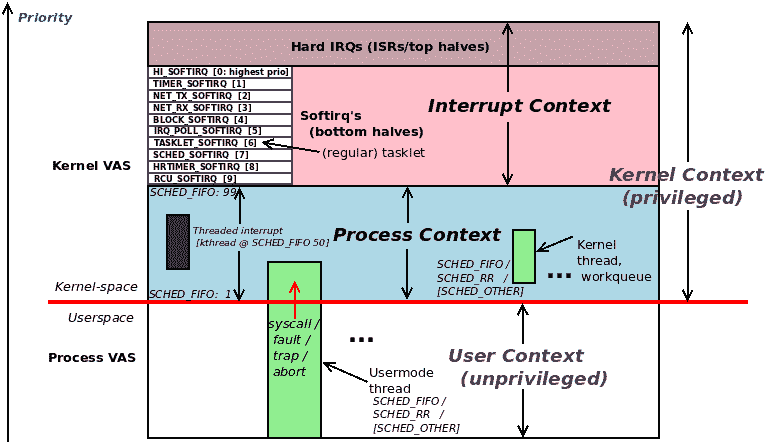 Priority
Hard IRQs (ISRs/top halves)
HI_SOFTIRQ [0: highest prio]
TIMER_SOFTIRQ [1]
NET_TX_SOFTIRQ [2]
NET_RX_SOFTIRQ [3]
BLOCK_SOFTIRQ [4]
IRQ_POLL_SOFTIRQ [5]
TASKLET_SOFTIRQ [6]
SCHED_SOFTIRQ [7]
HRTIMER_SOFTIRQ [8]
RCU_SOFTIRQ [9]
Softirq's
(bottom halves)
(regular) tasklet
Interrupt Context
Kernel VAS
Kernel Context
(privileged)
SCHED_FIFO: 99
Threaded interrupt
[kthread @ SCHED_FIFO 50]
Process Context
SCHED_FIFO /
SCHED_RR /
[SCHED_OTHER]
...
Kernel
thread,
workqueue
Kernel-space
SCHED_FIFO: 1
Userspace
Process VAS
syscall /
fault /
trap /
abort
...
Usermode
thread
SCHED_FIFO /
SCHED_RR /
[SCHED_OTHER]
User Context
(unprivileged)